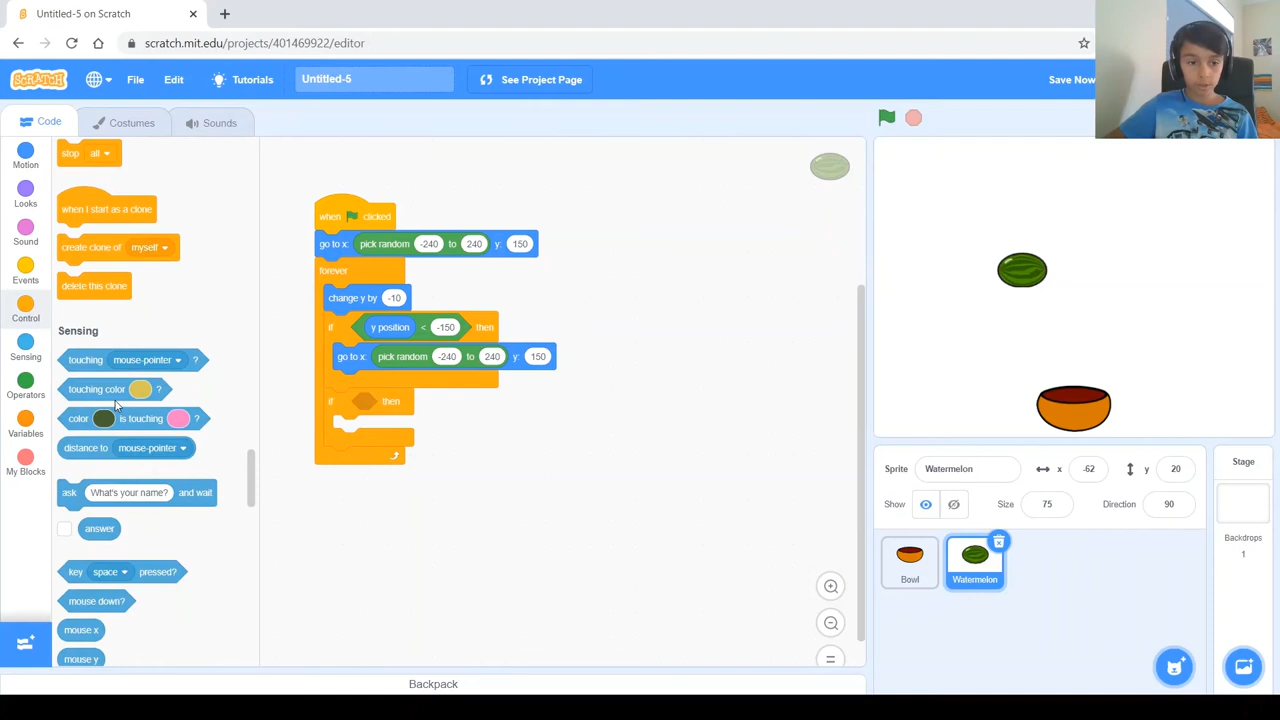 Untitled-5 on Scratch
scratch.mit.edu/projects/401469922/editor
SCRATCH
File
Edit
Tutorials
Untitled-5
See Project Page
Save Now
Code
Costumes
Sounds
Motion
Looks
Sound
Events
Control
Sensing
Operators
Variables
My Blocks
stop all
when I start as a clone
create clone of myself
delete this clone
Sensing
touching mouse-pointer ?
touching color ?
color is touching ?
distance to mouse-pointer
ask What's your name? and wait
answer
key space pressed?
mouse down?
mouse x
mouse y
when clicked
go to x: pick random -240 to 240 y: 150
forever
change y by -10
if y position < -150 then
go to x: pick random -240 to 240 y: 150
if then
Backpack
Sprite Watermelon x -62 y 20
Show Size 75 Direction 90
Bowl
Watermelon
Stage
Backdrops
1